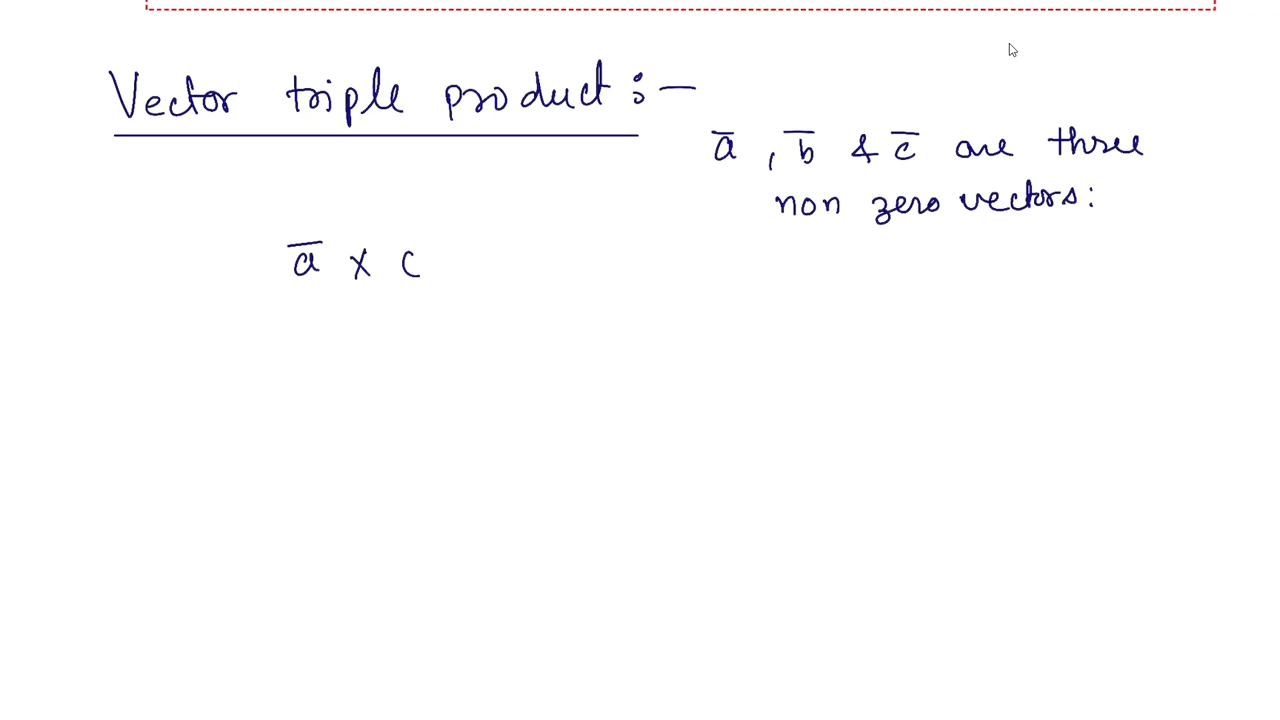 Vector triple product :—
a̅ , b̅ & c̅ are three
non zero vectors:
a̅ × c